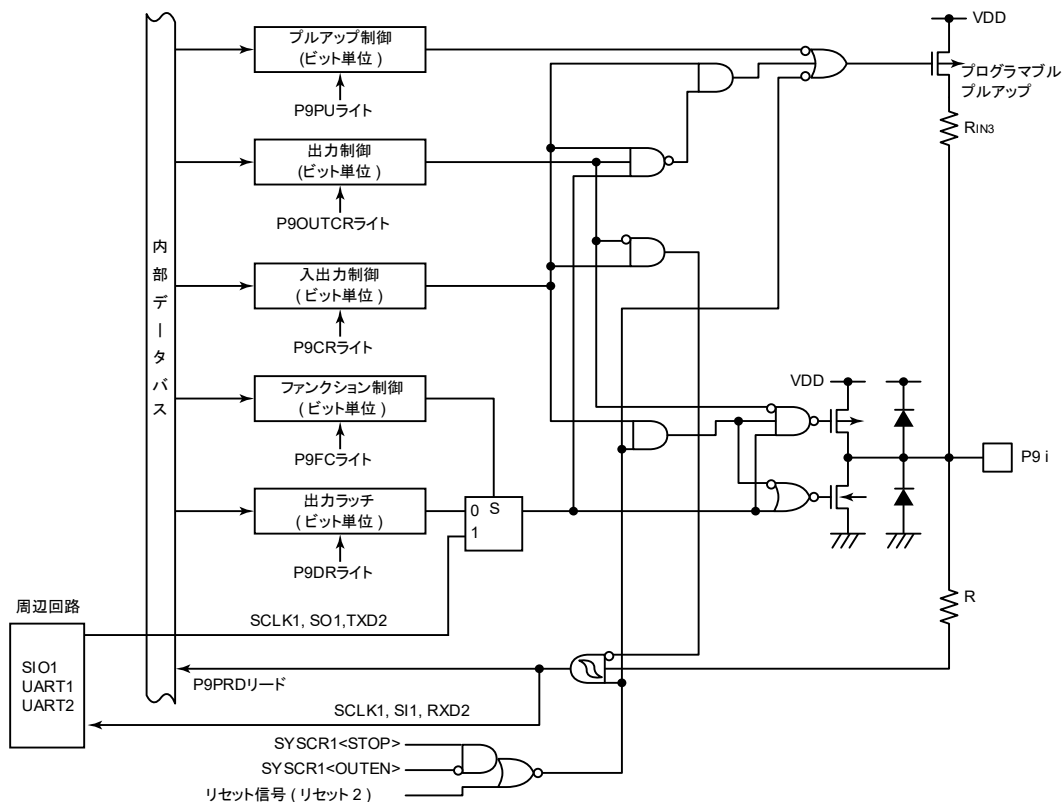 VDD
プルアップ制御
(ビット単位)
P9PUライト
プログラマブル
プルアップ
RIN3
出力制御
(ビット単位)
P9OUTCRライト
内部データバス
入出力制御
(ビット単位)
P9CRライト
VDD
ファンクション制御
(ビット単位)
P9FCライト
P9 i
出力ラッチ
(ビット単位)
P9DRライト
0 S
1
周辺回路
SCLK1, SO1,TXD2
R
SIO1
UART1
UART2
P9PRDリード
SCLK1, SI1, RXD2
SYSCR1<STOP>
SYSCR1<OUTEN>
リセット信号 ( リセット 2 )